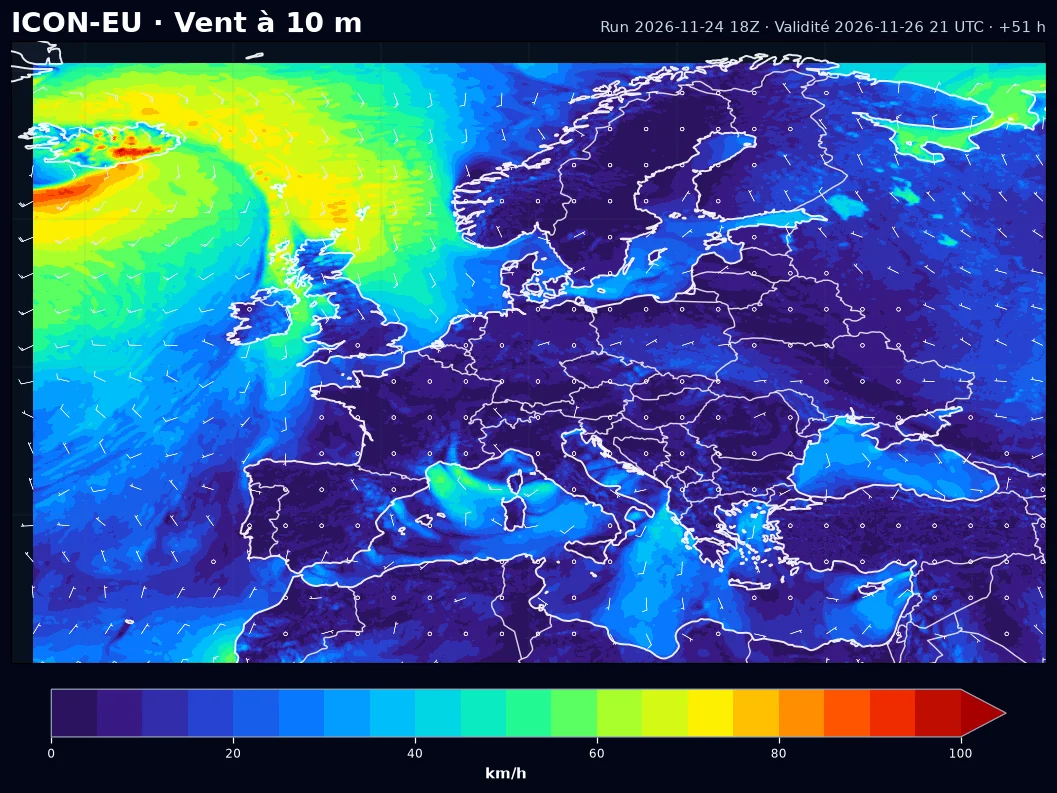 ICON-EU · Vent à 10 m
Run 2026-11-24 18Z · Validité 2026-11-26 21 UTC · +51 h
0 20 40 60 80 100
km/h